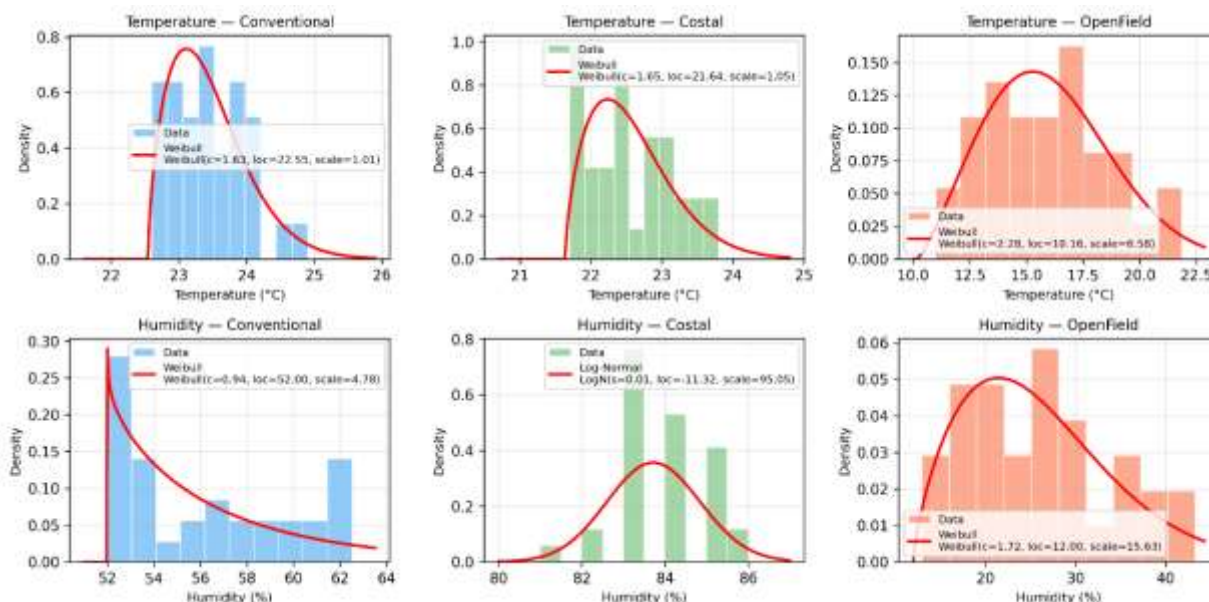 Temperature — Conventional
0.8
0.6
0.4
0.2
0.0
Density
Data
Weibull
Weibull(c=1.63, loc=22.55, scale=1.01)
22 23 24 25 26
Temperature (°C)
Temperature — Costal
1.0
0.8
0.6
0.4
0.2
0.0
Density
Data
Weibull
Weibull(c=1.65, loc=21.64, scale=1.05)
21 22 23 24 25
Temperature (°C)
Temperature — OpenField
0.150
0.125
0.100
0.075
0.050
0.025
0.000
Density
Data
Weibull
Weibull(c=2.28, loc=10.16, scale=6.58)
10.0 12.5 15.0 17.5 20.0 22.5
Temperature (°C)
Humidity — Conventional
0.30
0.25
0.20
0.15
0.10
0.05
0.00
Density
Data
Weibull
Weibull(c=0.94, loc=52.00, scale=4.78)
52 54 56 58 60 62 64
Humidity (%)
Humidity — Costal
0.8
0.6
0.4
0.2
0.0
Density
Data
Log-Normal
LogN(s=0.01, loc=-11.32, scale=95.05)
80 82 84 86
Humidity (%)
Humidity — OpenField
0.06
0.05
0.04
0.03
0.02
0.01
0.00
Density
Data
Weibull
Weibull(c=1.72, loc=12.00, scale=15.63)
20 30 40
Humidity (%)